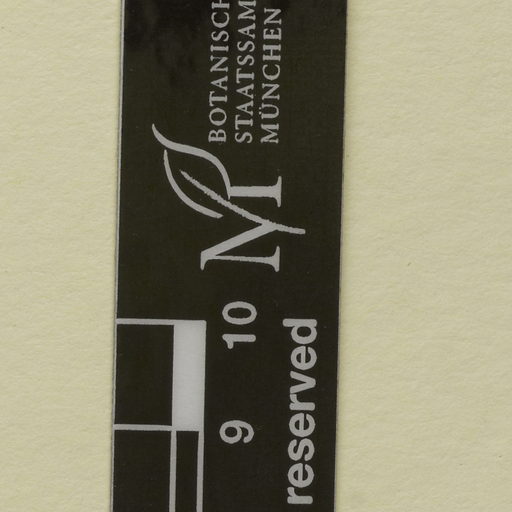 BOTANISCH
STAATSSAM
MÜNCHEN
M
9 10
reserved